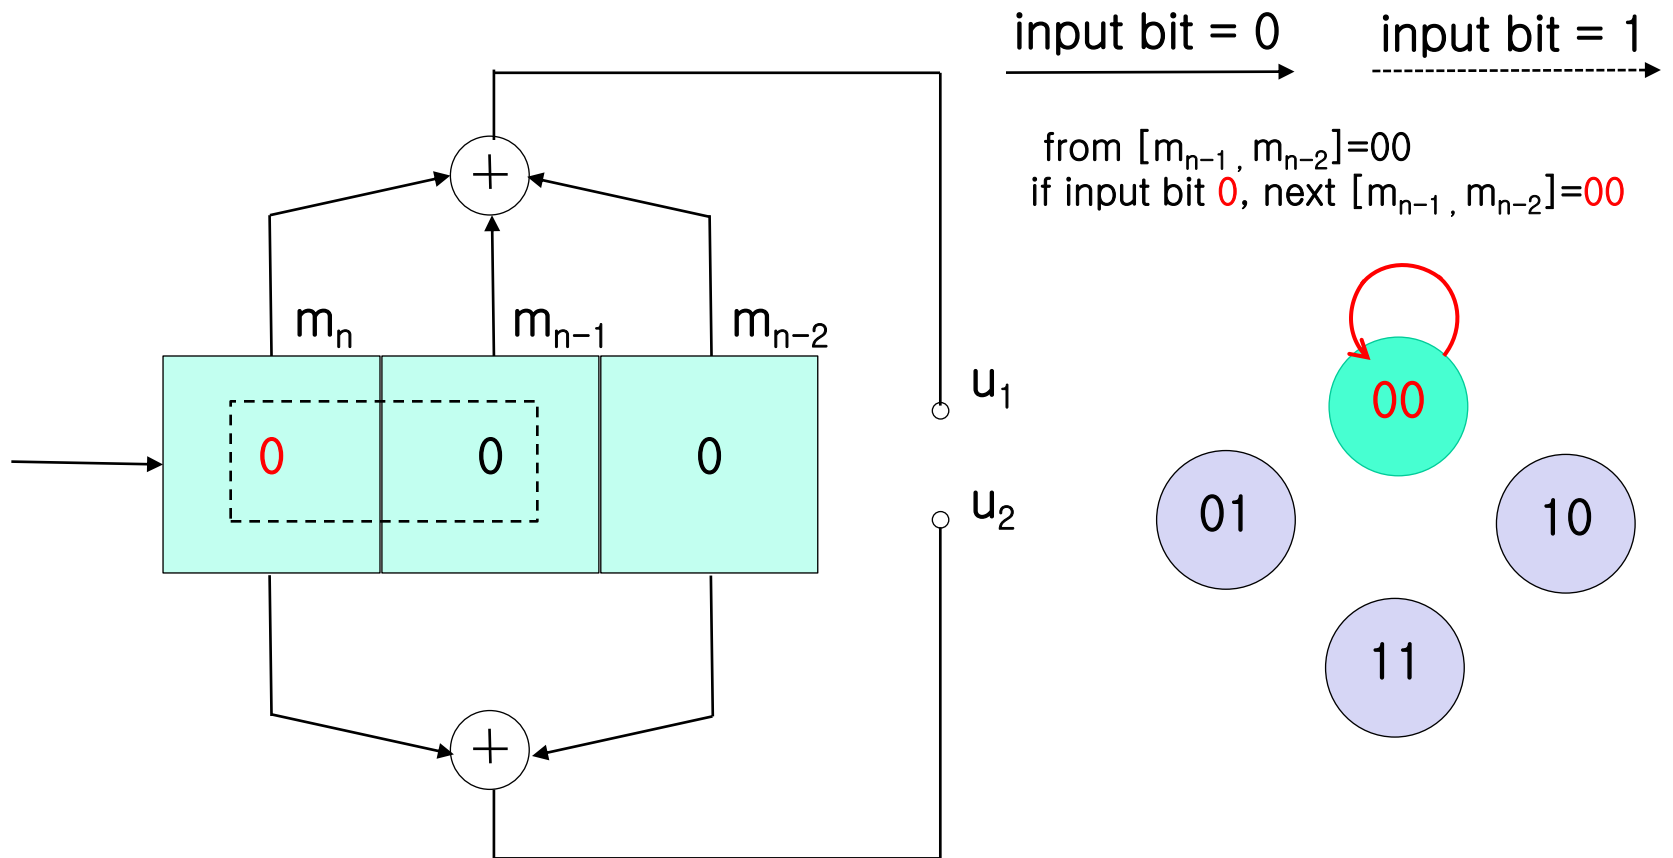 input bit = 0
input bit = 1
from [mn-1 , mn-2]=00
if input bit 0, next [mn-1 , mn-2]=00
+
mn
mn-1
mn-2
0
0
0
u1
u2
+
00
01
10
11